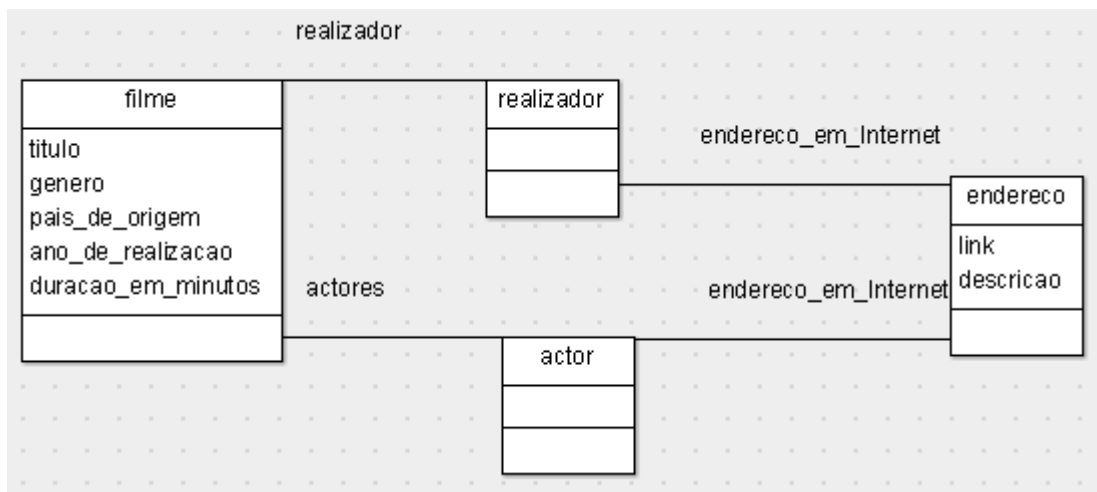 realizador
filme
titulo
genero
pais_de_origem
ano_de_realizacao
duracao_em_minutos
realizador
endereco_em_Internet
endereco
link
descricao
actores
endereco_em_Internet
actor